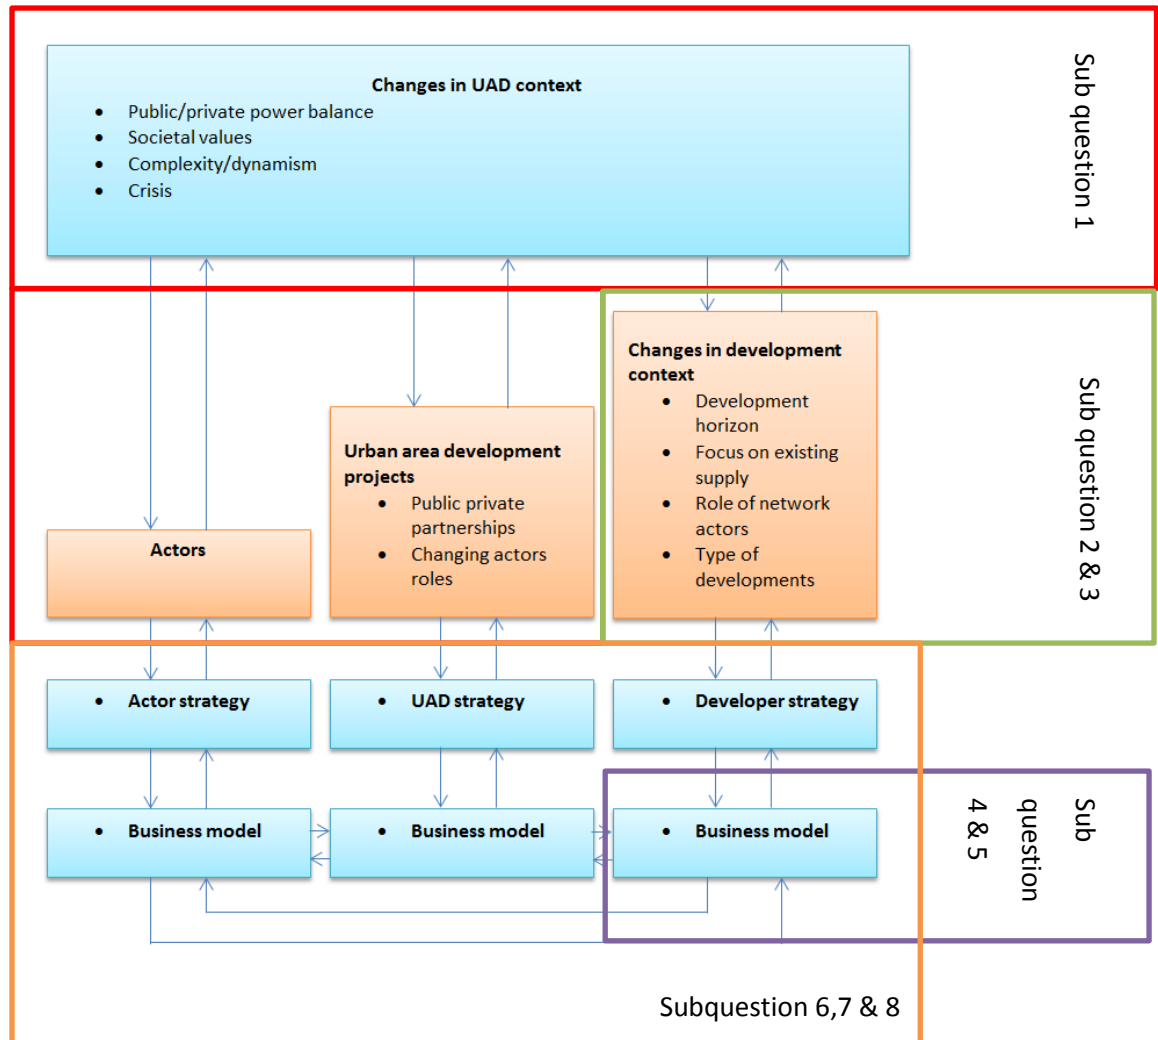 Changes in UAD context
• Public/private power balance
• Societal values
• Complexity/dynamism
• Crisis
Sub question 1
Changes in development
context
• Development
horizon
• Focus on existing
supply
• Role of network
actors
• Type of
developments
Sub question 2 & 3
Urban area development
projects
• Public private
partnerships
• Changing actors
roles
Actors
• Actor strategy
• UAD strategy
• Developer strategy
• Business model
• Business model
• Business model
Sub
question
4 & 5
Subquestion 6,7 & 8